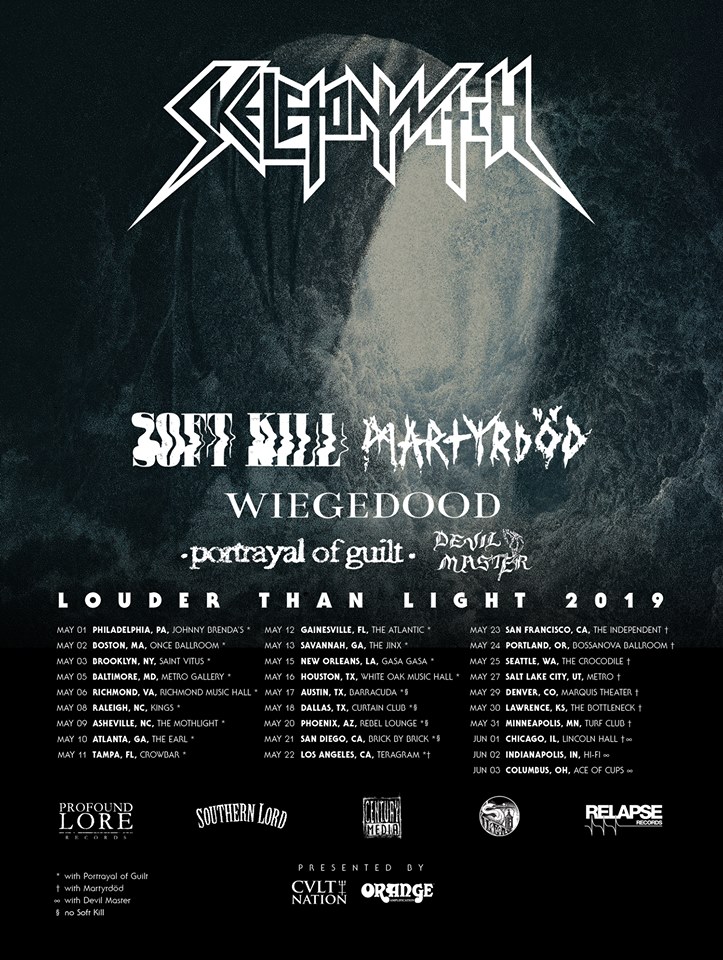 SKELETONWITCH
SOFT KILL MARTYRDÖD
WIEGEDOOD
·portrayal of guilt· DEVIL MASTER
LOUDER THAN LIGHT 2019
MAY 01 PHILADELPHIA, PA, JOHNNY BRENDA'S *
MAY 02 BOSTON, MA, ONCE BALLROOM *
MAY 03 BROOKLYN, NY, SAINT VITUS *
MAY 05 BALTIMORE, MD, METRO GALLERY *
MAY 06 RICHMOND, VA, RICHMOND MUSIC HALL *
MAY 08 RALEIGH, NC, KINGS *
MAY 09 ASHEVILLE, NC, THE MOTHLIGHT *
MAY 10 ATLANTA, GA, THE EARL *
MAY 11 TAMPA, FL, CROWBAR *
MAY 12 GAINESVILLE, FL, THE ATLANTIC *
MAY 13 SAVANNAH, GA, THE JINX *
MAY 15 NEW ORLEANS, LA, GASA GASA *
MAY 16 HOUSTON, TX, WHITE OAK MUSIC HALL *
MAY 17 AUSTIN, TX, BARRACUDA *§
MAY 18 DALLAS, TX, CURTAIN CLUB *§
MAY 20 PHOENIX, AZ, REBEL LOUNGE *§
MAY 21 SAN DIEGO, CA, BRICK BY BRICK *§
MAY 22 LOS ANGELES, CA, TERAGRAM *†
MAY 23 SAN FRANCISCO, CA, THE INDEPENDENT †
MAY 24 PORTLAND, OR, BOSSANOVA BALLROOM †
MAY 25 SEATTLE, WA, THE CROCODILE †
MAY 27 SALT LAKE CITY, UT, METRO †
MAY 29 DENVER, CO, MARQUIS THEATER †
MAY 30 LAWRENCE, KS, THE BOTTLENECK †
MAY 31 MINNEAPOLIS, MN, TURF CLUB †
JUN 01 CHICAGO, IL, LINCOLN HALL †∞
JUN 02 INDIANAPOLIS, IN, HI-FI ∞
JUN 03 COLUMBUS, OH, ACE OF CUPS ∞
PROFOUND
LORE
RECORDS
SOUTHERN LORD
CENTURY
MEDIA
RELAPSE
RECORDS
* with Portrayal of Guilt
† with Martyrdöd
∞ with Devil Master
§ no Soft Kill
PRESENTED BY
CVLT
NATION
ORANGE